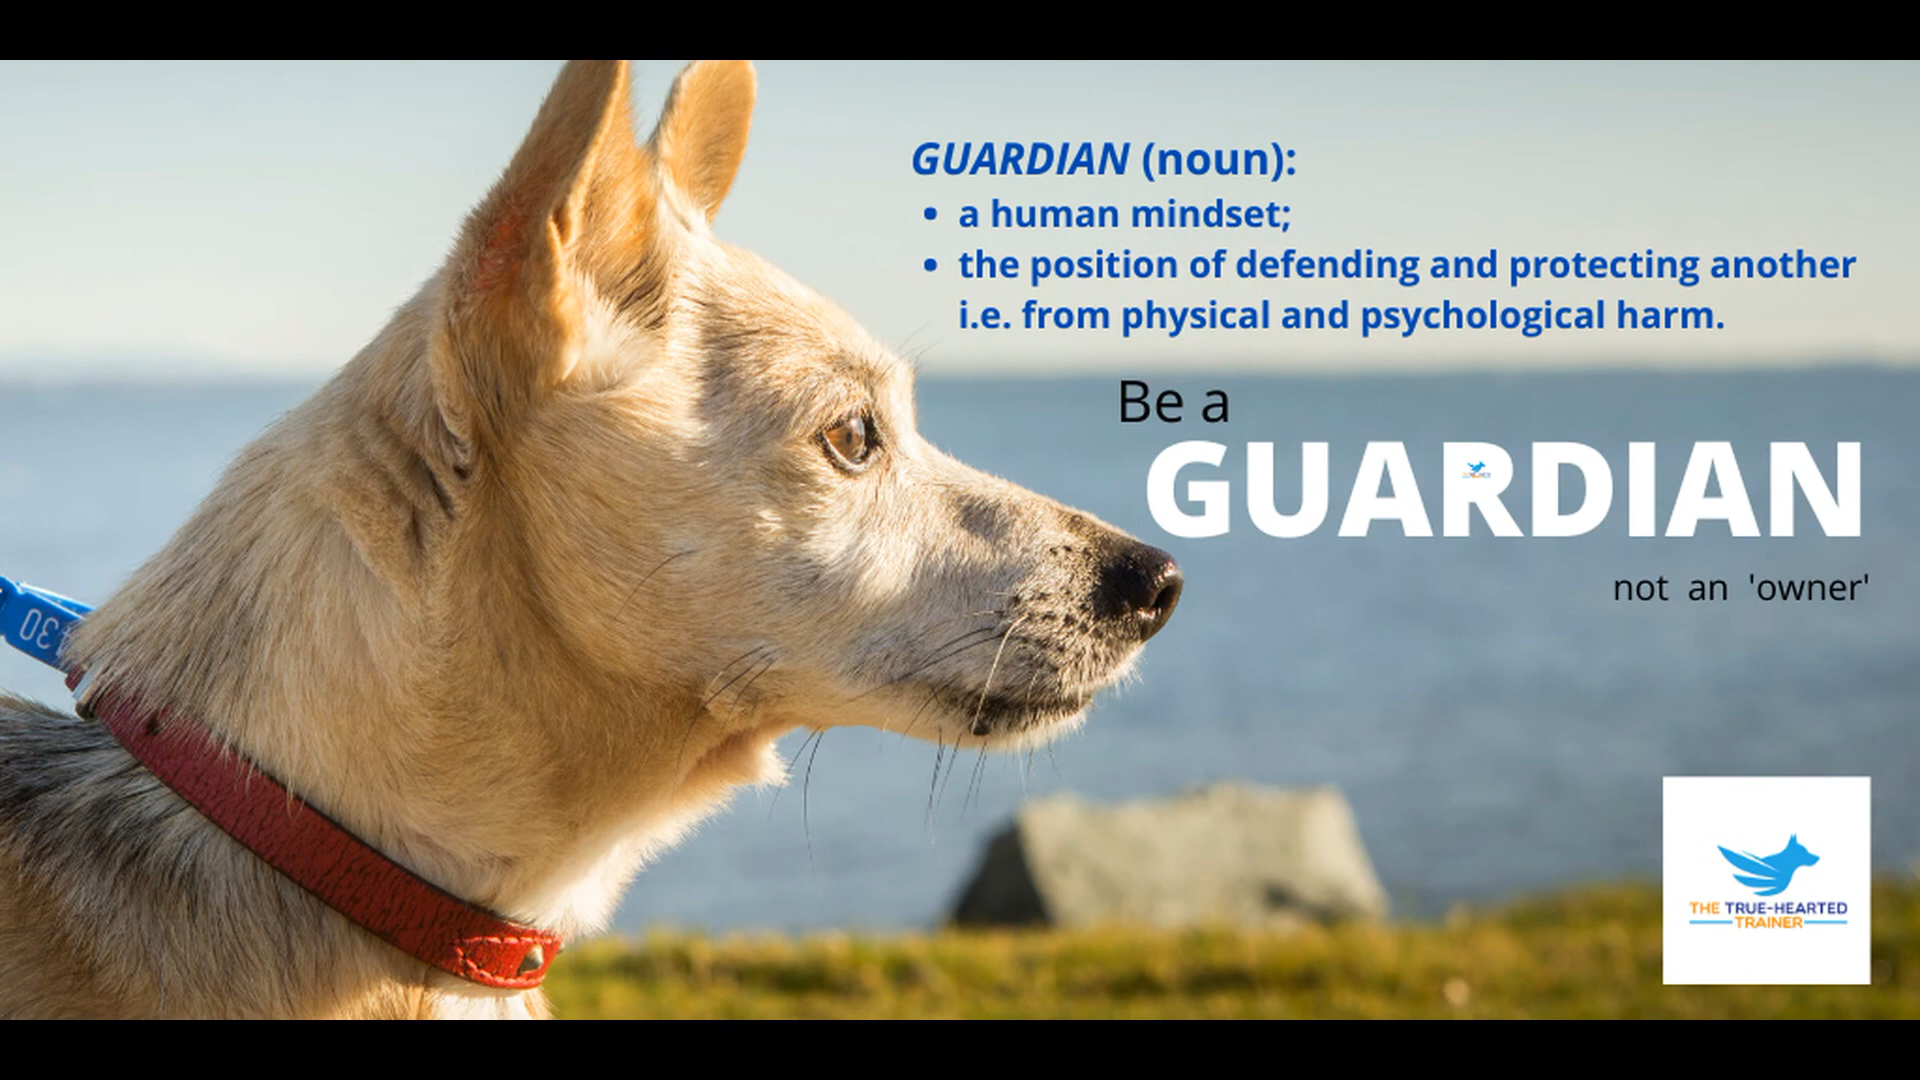 GUARDIAN (noun):
• a human mindset;
• the position of defending and protecting another
i.e. from physical and psychological harm.
Be a
GUARDIAN
not an 'owner'
30
THE TRUE-HEARTED
TRAINER